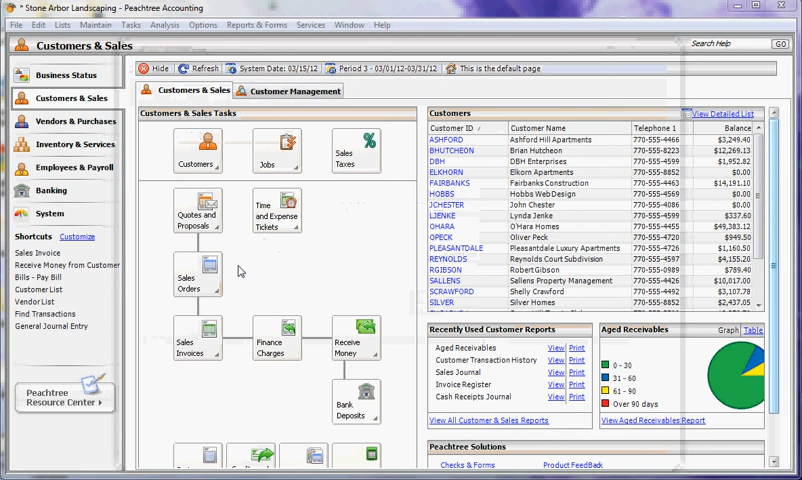 * Stone Arbor Landscaping - Peachtree Accounting
File Edit Lists Maintain Tasks Analysis Options Reports & Forms Services Window Help
Customers & Sales
Search Help GO
Hide Refresh System Date: 03/15/12 Period 3 - 03/01/12-03/31/12 This is the default page
Business Status
Customers & Sales
Vendors & Purchases
Inventory & Services
Employees & Payroll
Banking
System
Shortcuts Customize
Sales Invoice
Receive Money from Customer
Bills - Pay Bill
Customer List
Vendor List
Find Transactions
General Journal Entry
Peachtree
Resource Center
Customers & Sales Customer Management
Customers & Sales Tasks
Customers
Jobs
Sales
Taxes
Quotes and
Proposals
Time and Expense
Tickets
Sales
Orders
Sales
Invoices
Finance
Charges
Receive
Money
Bank
Deposits
Customers View Detailed List
Customer ID / Customer Name Telephone 1 Balance
ASHFORD Ashford Hill Apartments 770-555-4466 $3,249.40
BHUTCHEON Brian Hutcheon 770-555-8223 $12,269.13
DBH DBH Enterprises 770-555-4599 $1,952.82
ELKHORN Elkorn Apartments 770-555-8852 $0.00
FAIRBANKS Fairbanks Construction 770-555-4463 $14,191.10
HOBBS Hobbs Web Design 770-555-4599 $0.00
JCHESTER John Chester 770-555-4086 $0.00
LJENKE Lynda Jenke 770-555-4469 $337.60
OHARA O'Hara Homes 770-555-4471 $49,383.12
OPECK Oliver Peck 770-555-4720 $949.50
PLEASANTDALE Pleasantdale Luxury Apartments 770-555-4716 $1,160.50
REYNOLDS Reynolds Court Subdivision 770-555-4227 $4,155.20
RGIBSON Robert Gibson 770-555-0988 $789.40
SALLENS Sallens Property Management 770-555-4476 $10,017.00
SCRAWFORD Shelly Crawford 770-555-4492 $3,107.78
SILVER Silver Homes 770-555-8852 $2,437.05
Recently Used Customer Reports
Aged Receivables View Print
Customer Transaction History View Print
Sales Journal View Print
Invoice Register View Print
Cash Receipts Journal View Print
View All Customer & Sales Reports
Aged Receivables Graph Table
0 - 30
31 - 60
61 - 90
Over 90 days
View Aged Receivables Report
Peachtree Solutions
Checks & Forms Product FeedBack